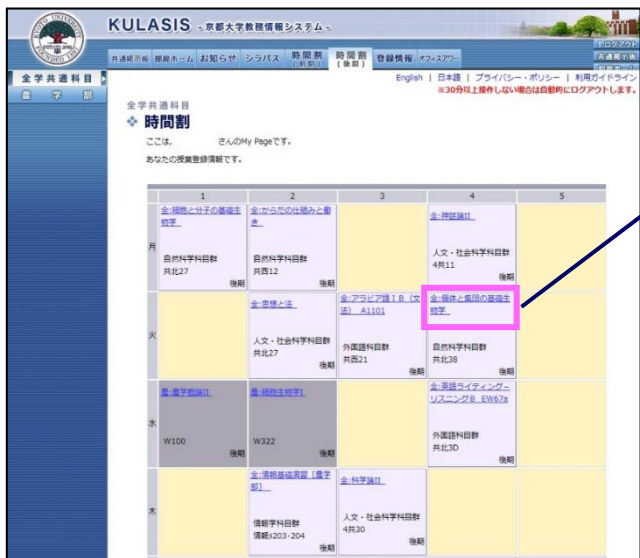 KULASIS -京都大学教務情報システム-
共通掲示板 部局ホーム お知らせ シラバス 時間割(前期) 時間割(後期) 登録情報 オフィスアワー
ログアウト
共通掲示板
全学共通科目
農学部
English | 日本語 | プライバシー・ポリシー | 利用ガイドライン
※30分以上操作しない場合は自動的にログアウトします。
全学共通科目
時間割
ここは、 さんのMy Pageです。
あなたの授業登録情報です。
1 2 3 4 5
月
全:細胞と分子の基礎生物学
自然科学科目群
共北27
後期
全:からだの仕組みと働き
自然科学科目群
共西12
後期
全:神話論II
人文・社会科学科目群
4共11
後期
火
全:思想と法
人文・社会科学科目群
共北27
後期
全:アラビア語ⅠB(文法) A1101
外国語科目群
共西21
後期
全:個体と集団の基礎生物学
自然科学科目群
共北38
後期
水
農:農学概論II
W100
後期
農:細胞生物学I
W322
後期
全:英語ライティング-リスニングB EW67a
外国語科目群
共北3D
後期
木
全:情報基礎演習 [農学部]
情報学科目群
情報203・204
後期
全:科学論II
人文・社会科学科目群
4共30
後期